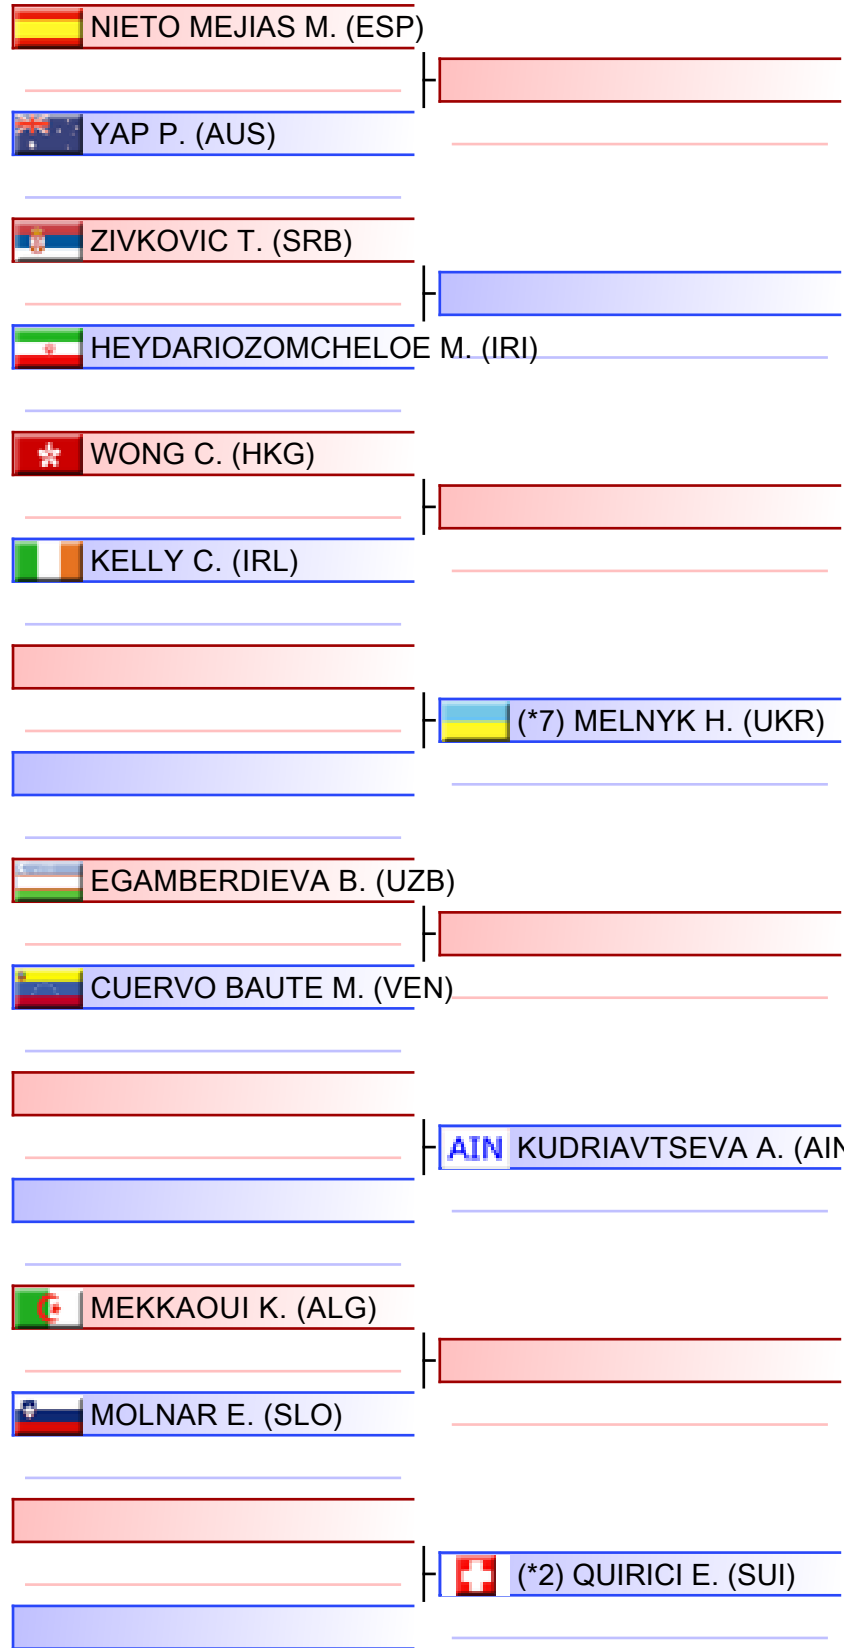 NIETO MEJIAS M. (ESP)
YAP P. (AUS)
ZIVKOVIC T. (SRB)
HEYDARIOZOMCHELOE M. (IRI)
WONG C. (HKG)
KELLY C. (IRL)
(*7) MELNYK H. (UKR)
EGAMBERDIEVA B. (UZB)
CUERVO BAUTE M. (VEN)
AIN KUDRIAVTSEVA A. (AIN
MEKKAOUI K. (ALG)
MOLNAR E. (SLO)
(*2) QUIRICI E. (SUI)